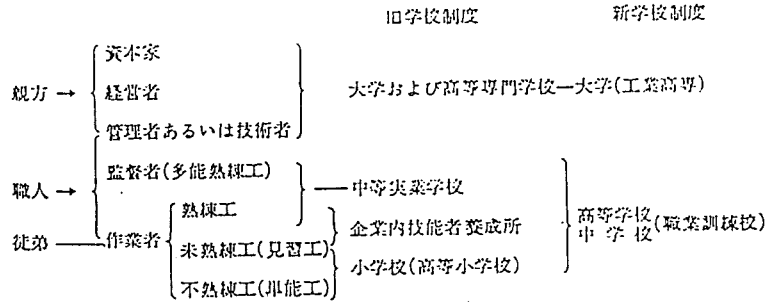 旧学校制度 新学校制度
資本家
親方 → 経営者 大学および高等専門学校—大学(工業高専)
管理者あるいは技術者
監督者(多能熟練工)
職人→ —中等実業学校
熟練工 高等学校
徒弟—作業者 企業内技能者養成所 中学校(職業訓練校)
未熟練工(見習工)
小学校(高等小学校)
不熟練工(単能工)